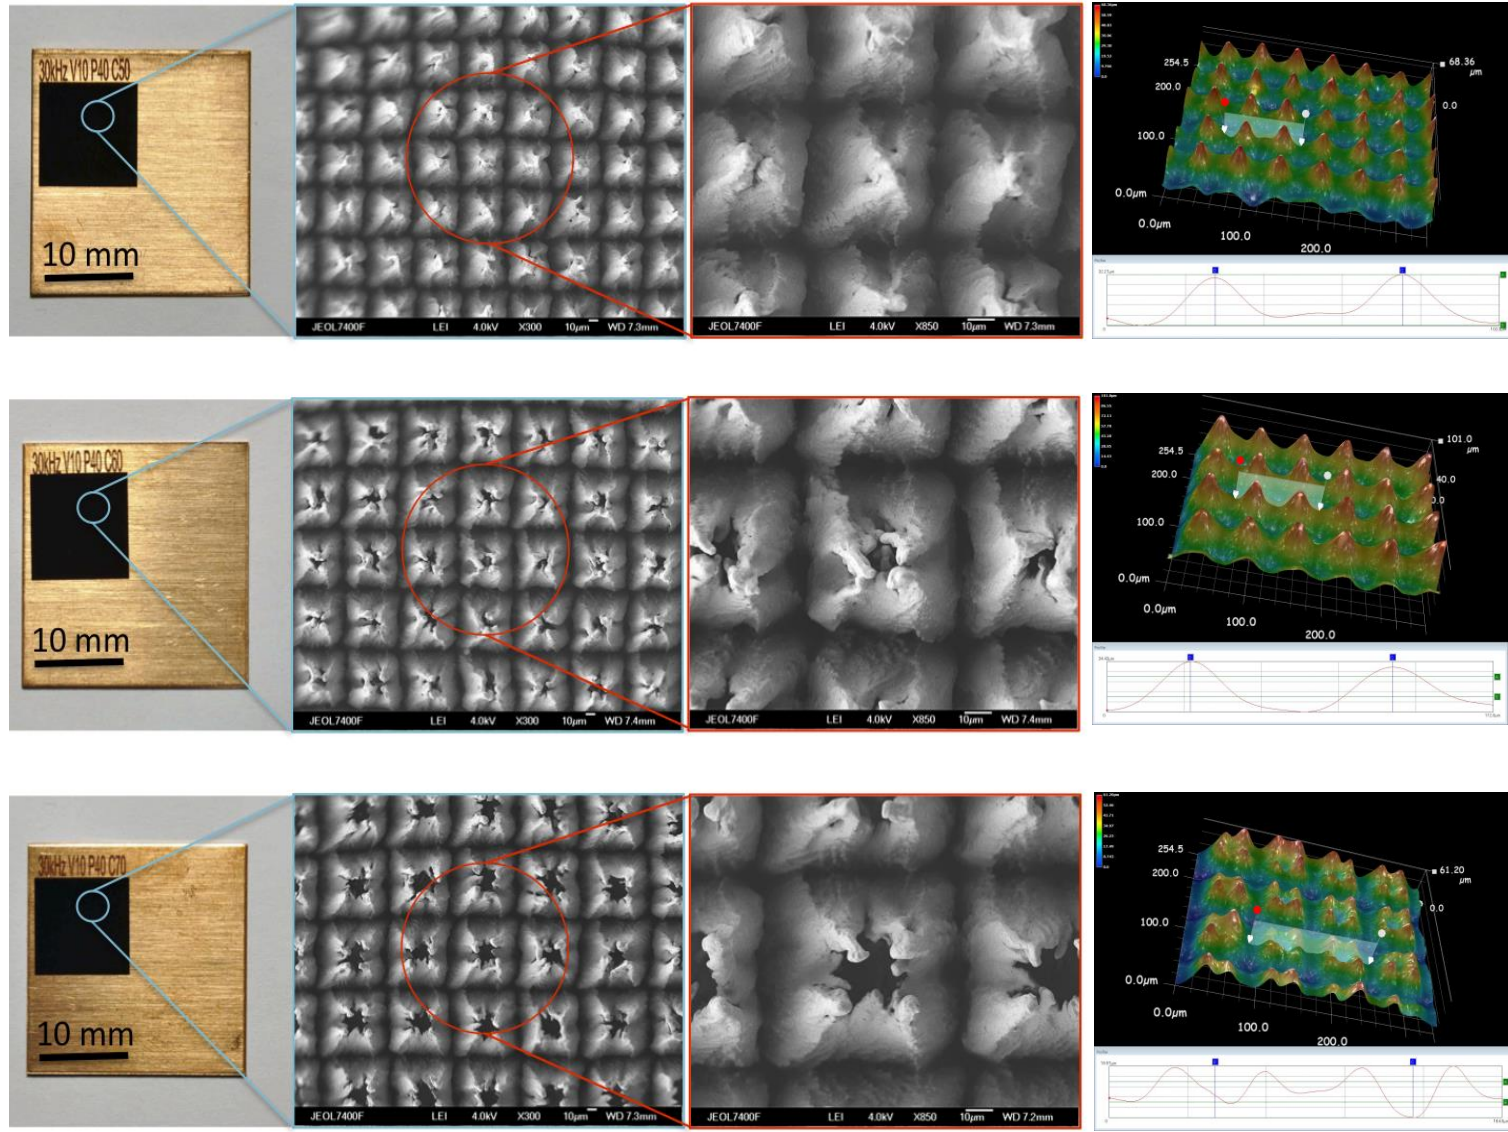 30kHz V10 P40 C50
10 mm
JEOL7400F LEI 4.0kV X300 10µm WD 7.3mm
JEOL7400F LEI 4.0kV X850 10µm WD 7.3mm
68.36
µm
0.0
254.5
200.0
100.0
0.0µm
0.0µm
100.0
200.0
30kHz V10 P40 C60
10 mm
JEOL7400F LEI 4.0kV X300 10µm WD 7.4mm
JEOL7400F LEI 4.0kV X850 10µm WD 7.4mm
101.0
µm
40.0
254.5
200.0
100.0
0.0µm
0.0µm
100.0
200.0
30kHz V10 P40 C70
10 mm
JEOL7400F LEI 4.0kV X300 10µm WD 7.3mm
JEOL7400F LEI 4.0kV X850 10µm WD 7.2mm
61.20
µm
0.0
254.5
200.0
100.0
0.0µm
0.0µm
100.0
200.0